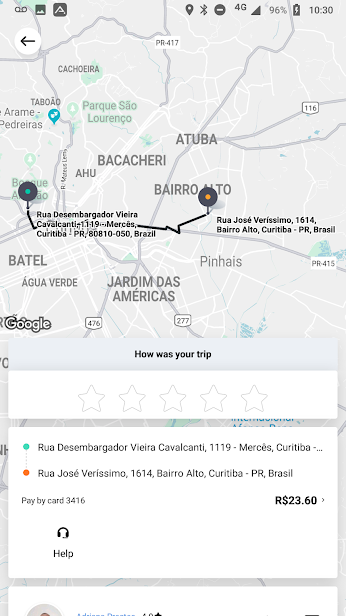 4G
96%
10:30
PR-417
CACHOEIRA
TABOÃO
Parque São
Lourenço
e Arame -
Pedreiras
116
R. Mateus Leme
ATUBA
BACACHERI
AHU
BAIRRO ALTO
Bosque
Rua Desembargador Vieira
Cavalcanti, 1119 - Mercês,
Curitiba - PR, 80810-050, Brazil
Rua José Veríssimo, 1614,
Bairro Alto, Curitiba - PR, Brasil
BATEL
Pinhais
ÁGUA VERDE
JARDIM DAS
AMÉRICAS
PR-415
Google
476
277
How was your trip
Internacional
Rua Desembargador Vieira Cavalcanti, 1119 - Mercês, Curitiba -...
Rua José Veríssimo, 1614, Bairro Alto, Curitiba - PR, Brasil
Pay by card 3416
R$23.60
Help